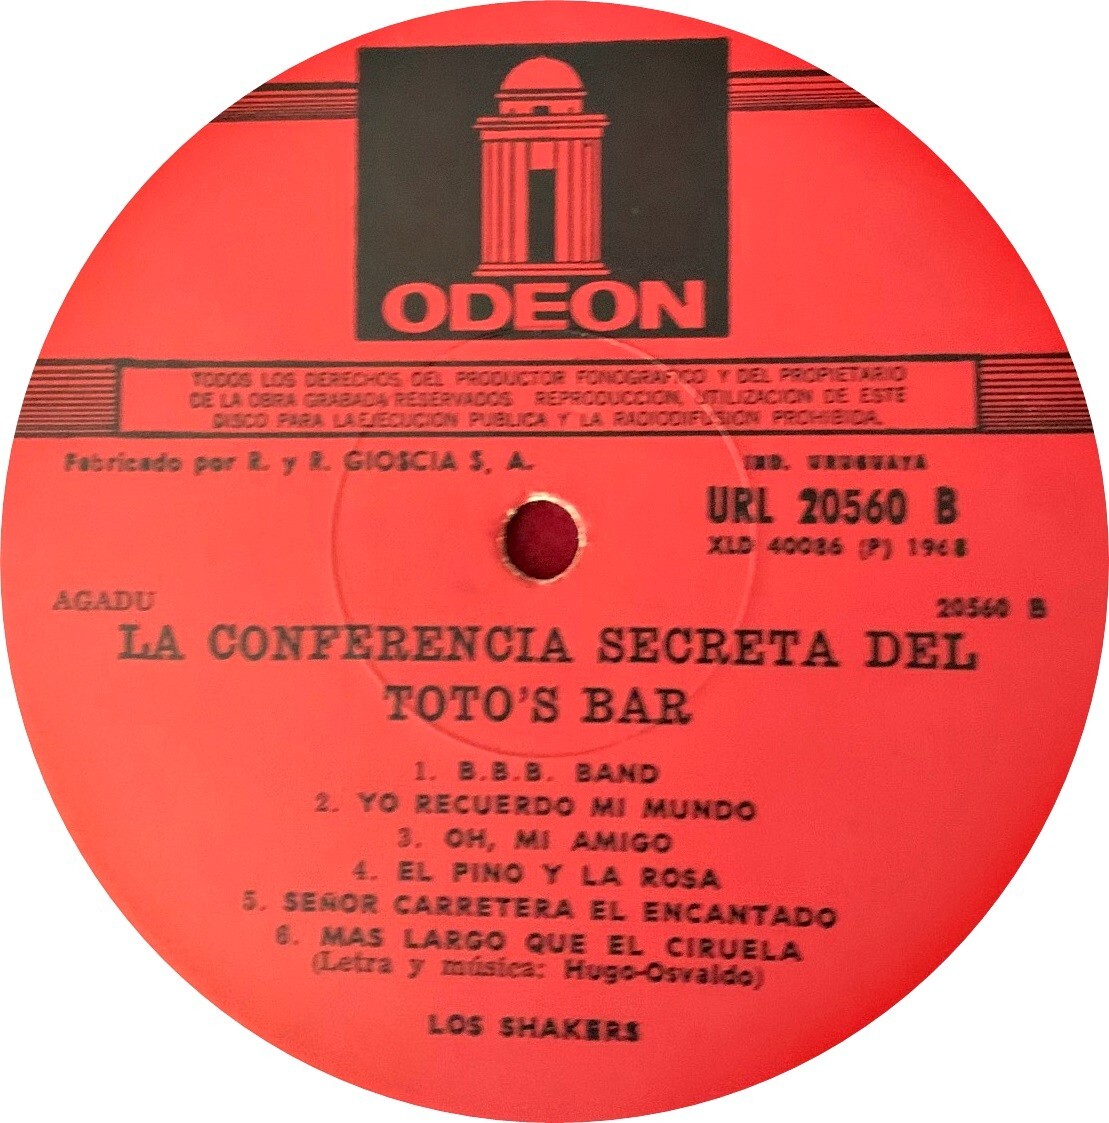 ODEON
TODOS LOS DERECHOS DEL PRODUCTOR FONOGRAFICO Y DEL PROPIETARIO
DE LA OBRA GRABADA RESERVADOS REPRODUCCION, UTILIZACION DE ESTE
DISCO PARA LA EJECUCION PUBLICA Y LA RADIODIFUSION PROHIBIDA.
Fabricado por R. y R. GIOSCIA S, A.
IND. URUGUAYA
URL 20560 B
XLD 40086 (P) 1968
AGADU
20560 B
LA CONFERENCIA SECRETA DEL
TOTO'S BAR
1. B.B.B. BAND
2. YO RECUERDO MI MUNDO
3. OH, MI AMIGO
4. EL PINO Y LA ROSA
5. SEÑOR CARRETERA EL ENCANTADO
6. MAS LARGO QUE EL CIRUELA
(Letra y música: Hugo-Osvaldo)
LOS SHAKERS